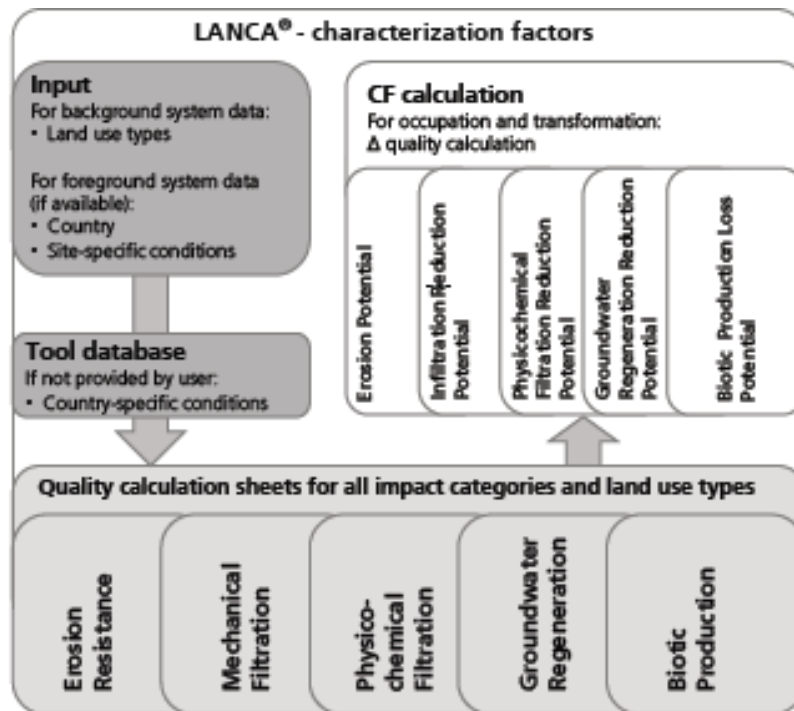 LANCA® - characterization factors
Input
For background system data:
• Land use types
For foreground system data
(if available):
• Country
• Site-specific conditions
Tool database
If not provided by user:
• Country-specific conditions
CF calculation
For occupation and transformation:
Δ quality calculation
Erosion Potential
Infiltration Reduction
Potential
Physicochemical
Filtration Reduction
Potential
Groundwater
Regeneration Reduction
Potential
Biotic Production Loss
Potential
Quality calculation sheets for all impact categories and land use types
Erosion
Resistance
Mechanical
Filtration
Physico-
chemical
Filtration
Groundwater
Regeneration
Biotic
Production